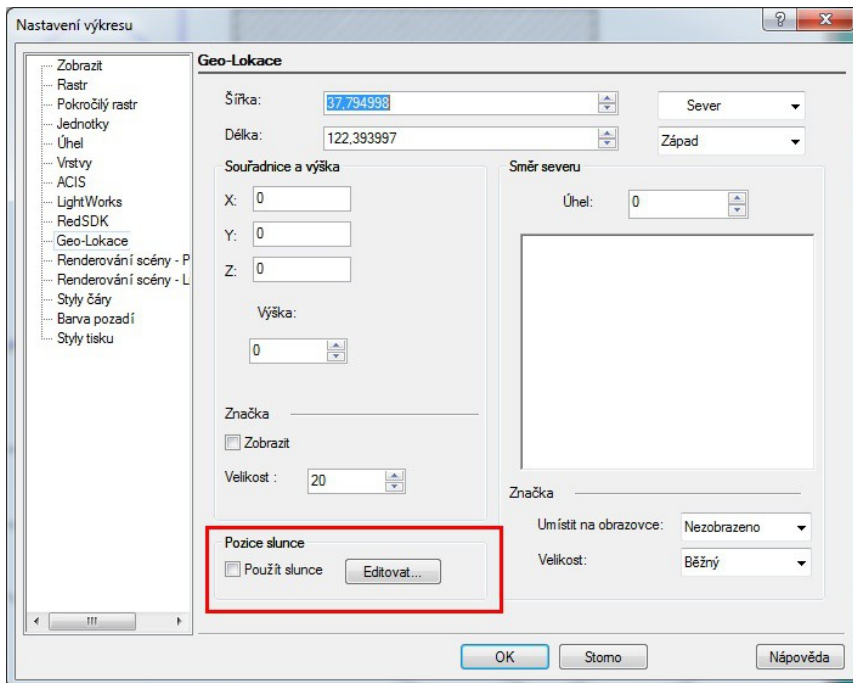 Nastavení výkresu
Zobrazit
Rastr
Pokročilý rastr
Jednotky
Úhel
Vrstvy
ACIS
LightWorks
RedSDK
Geo-Lokace
Renderování scény - P
Renderování scény - L
Styly čáry
Barva pozadí
Styly tisku
Geo-Lokace
Šířka: 37,794998 Sever
Délka: 122,393997 Západ
Souřadnice a výška
X: 0
Y: 0
Z: 0
Výška:
0
Značka
Zobrazit
Velikost : 20
Pozice slunce
Použít slunce Editovat...
Směr severu
Úhel: 0
Značka
Umístit na obrazovce: Nezobrazeno
Velikost: Běžný
OK Storno Nápověda